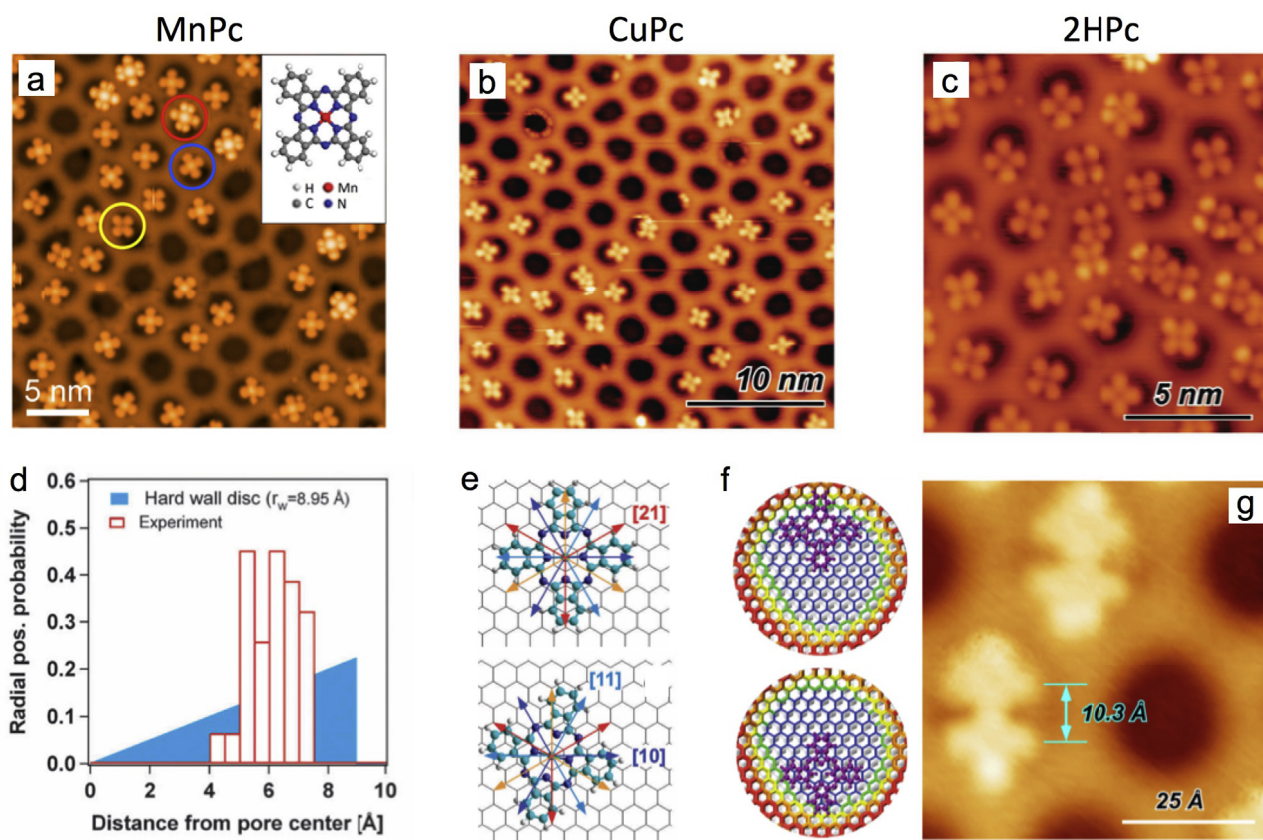 MnPc
CuPc
2HPc
a
H Mn
C N
5 nm
b
10 nm
c
5 nm
d
Radial pos. probability
0.6
0.5
0.4
0.3
0.2
0.1
0.0
Hard wall disc (rw=8.95 Å)
Experiment
0 2 4 6 8 10
Distance from pore center [Å]
e
[21]
[11]
[10]
f
g
10.3 Å
25 Å